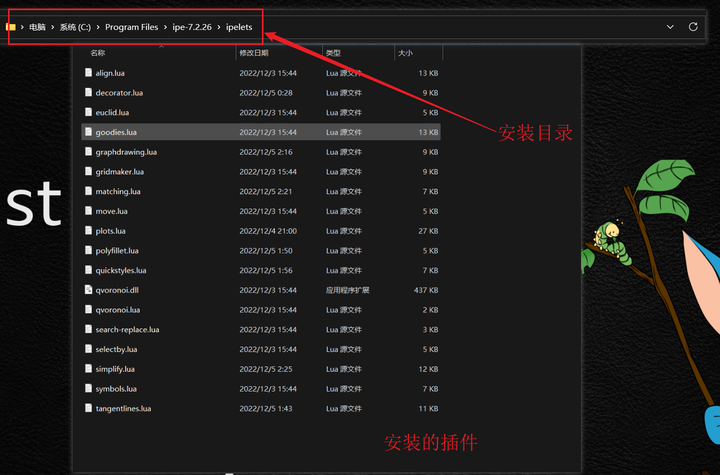 电脑 > 系统 (C:) > Program Files > ipe-7.2.26 > ipelets
名称 修改日期 类型 大小
align.lua 2022/12/3 15:44 Lua 源文件 13 KB
decorator.lua 2022/12/5 0:28 Lua 源文件 9 KB
euclid.lua 2022/12/3 15:44 Lua 源文件 5 KB
goodies.lua 2022/12/3 15:44 Lua 源文件 13 KB
安装目录
graphdrawing.lua 2022/12/5 2:16 Lua 源文件 9 KB
gridmaker.lua 2022/12/3 15:44 Lua 源文件 9 KB
matching.lua 2022/12/5 2:21 Lua 源文件 7 KB
st
move.lua 2022/12/3 15:44 Lua 源文件 5 KB
plots.lua 2022/12/4 21:00 Lua 源文件 27 KB
polyfillet.lua 2022/12/5 1:50 Lua 源文件 5 KB
quickstyles.lua 2022/12/5 1:56 Lua 源文件 7 KB
qvoronoi.dll 2022/12/3 15:44 应用程序扩展 437 KB
qvoronoi.lua 2022/12/3 15:44 Lua 源文件 2 KB
search-replace.lua 2022/12/3 15:44 Lua 源文件 3 KB
selectby.lua 2022/12/3 15:44 Lua 源文件 5 KB
simplify.lua 2022/12/5 2:25 Lua 源文件 12 KB
symbols.lua 2022/12/3 15:44 Lua 源文件 7 KB
tangentlines.lua 2022/12/5 1:43 Lua 源文件 11 KB
安装的插件